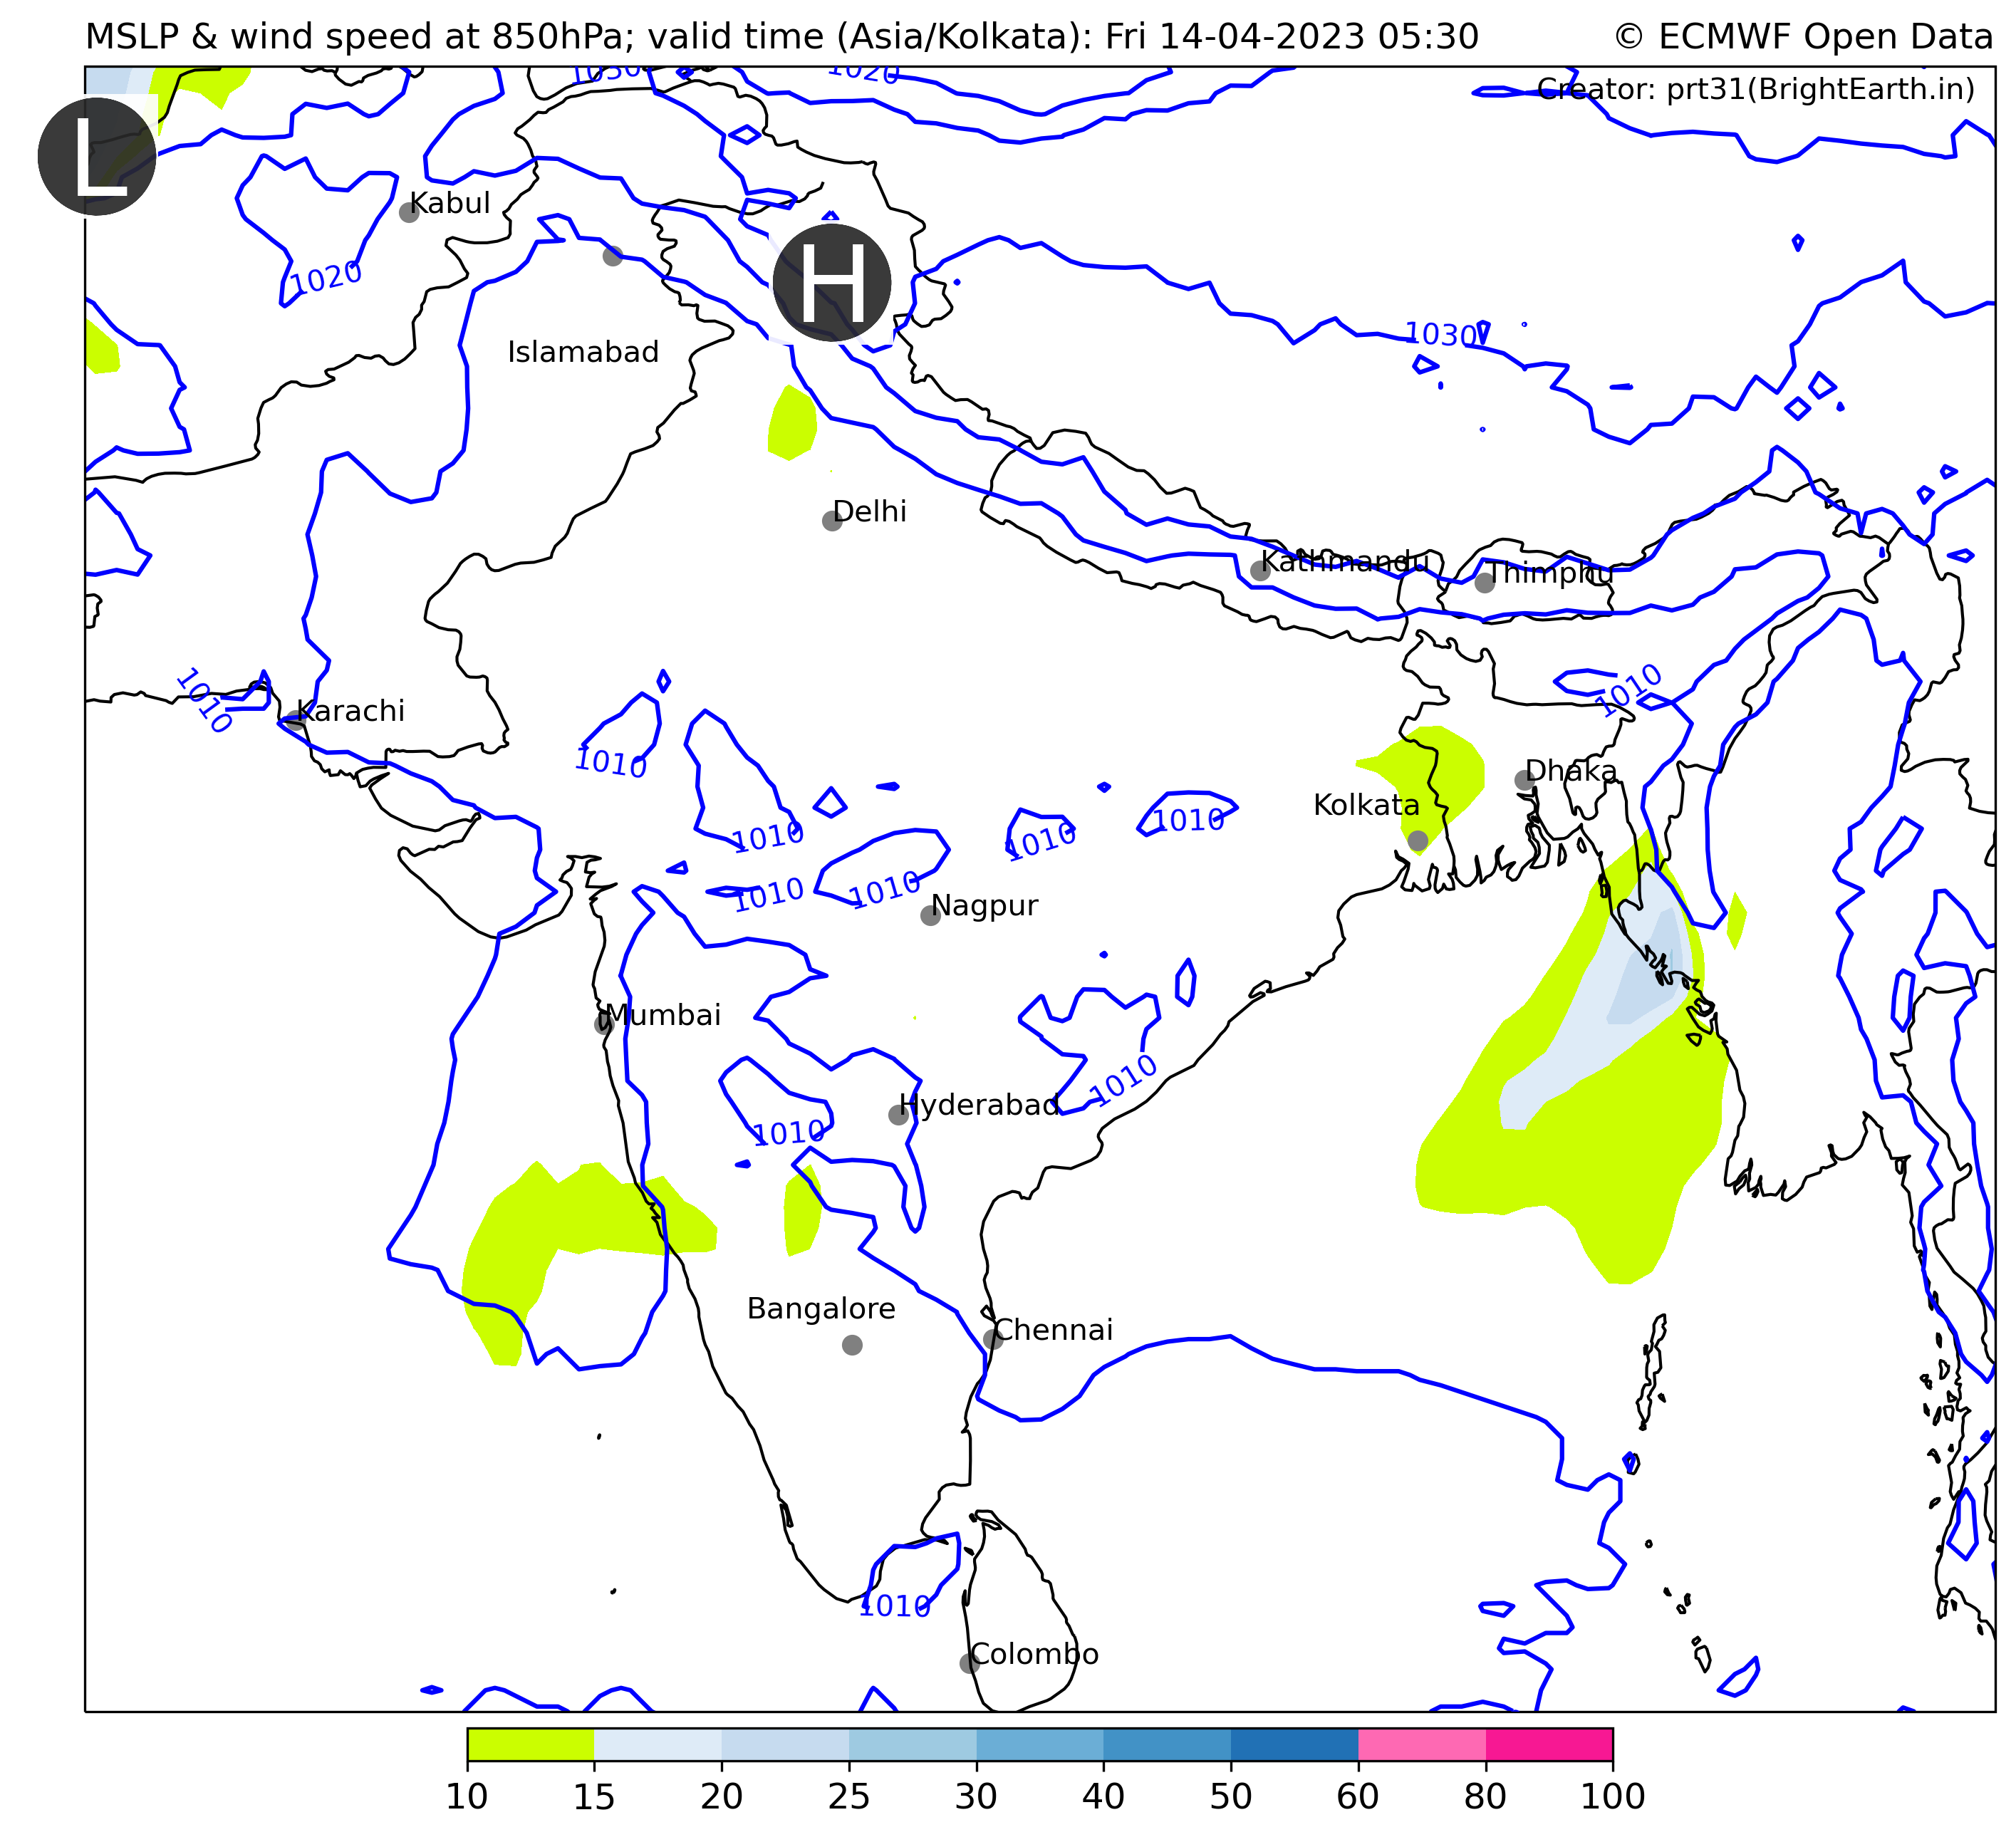 MSLP & wind speed at 850hPa; valid time (Asia/Kolkata): Fri 14-04-2023 05:30
© ECMWF Open Data
1030
1020
Creator: prt31(BrightEarth.in)
L
Kabul
1020
H
1030
Islamabad
Delhi
Kathmandu
Thimphu
1010
1010
Karachi
1010
Dhaka
Kolkata
1010
1010
1010
1010
1010
Nagpur
Mumbai
1010
Hyderabad
1010
Bangalore
Chennai
1010
Colombo
10 15 20 25 30 40 50 60 80 100